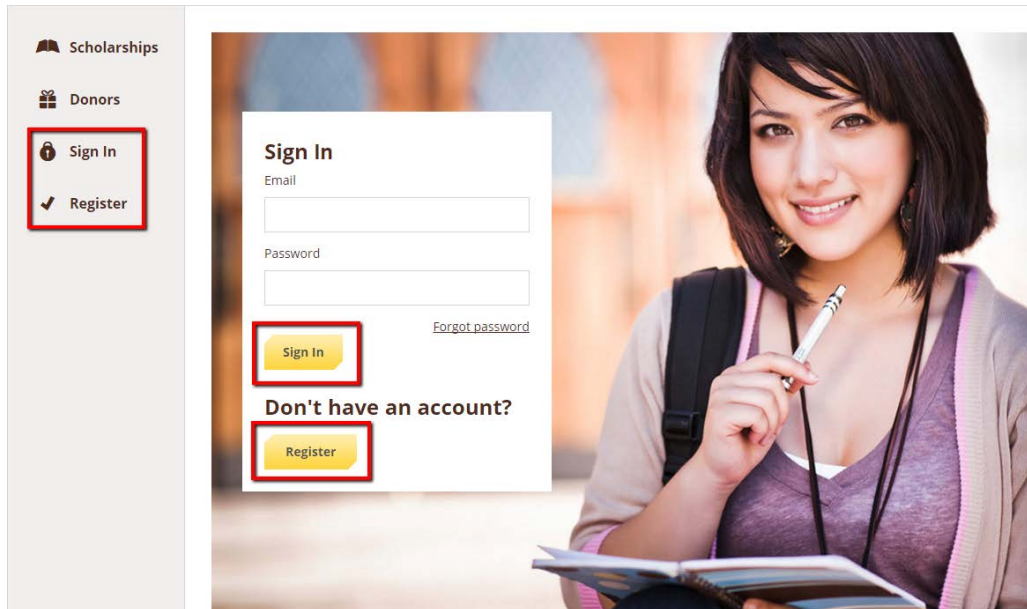 Scholarships
Donors
Sign In
Register
Sign In
Email
Password
Forgot password
Sign In
Don't have an account?
Register